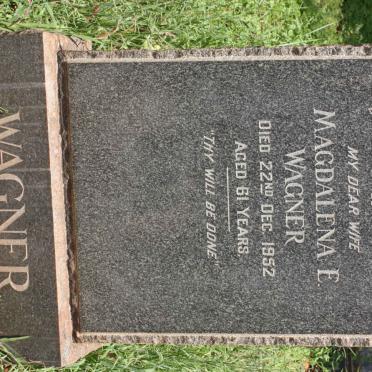 MY DEAR WIFE
MAGDALENA E.
WAGNER
DIED 22ND DEC. 1952
AGED 61 YEARS
"THY WILL BE DONE"
WAGNER